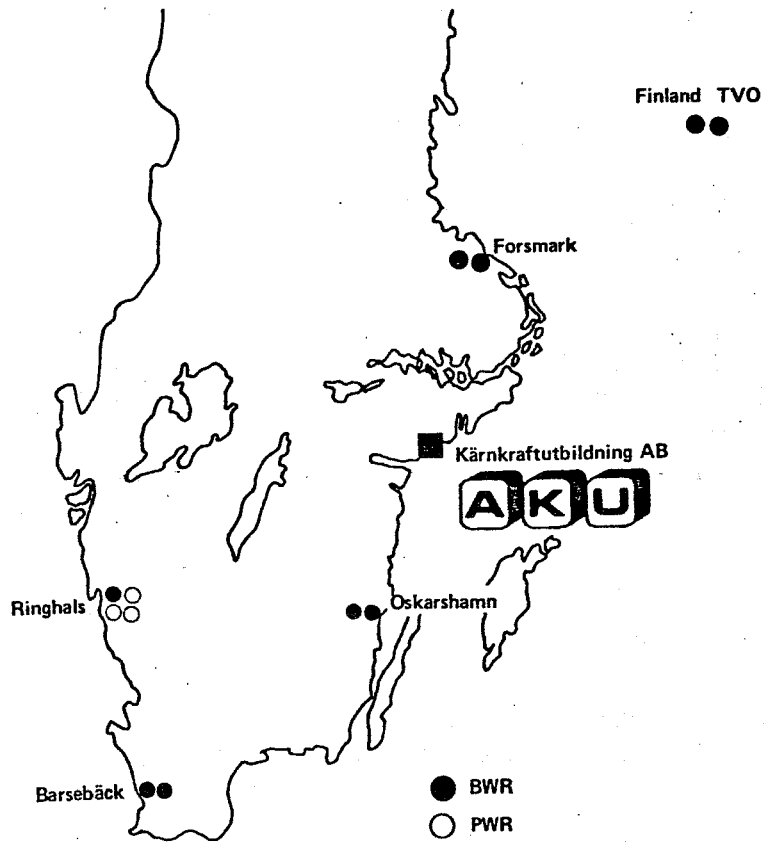 Finland TVO
Forsmark
Kärnkraftutbildning AB
AKU
Ringhals
Oskarshamn
Barsebäck
BWR
PWR